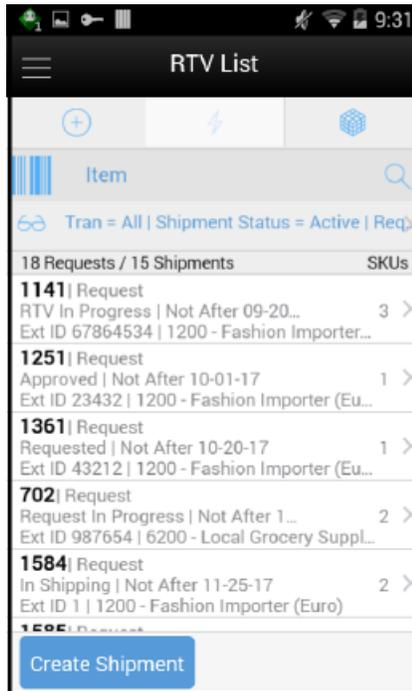 9:31
RTV List
Item
Tran = All | Shipment Status = Active | Req
18 Requests / 15 Shipments SKUs
1141| Request
RTV In Progress | Not After 09-20... 3
Ext ID 67864534 | 1200 - Fashion Importer...
1251| Request
Approved | Not After 10-01-17 1
Ext ID 23432 | 1200 - Fashion Importer (Eu...
1361| Request
Requested | Not After 10-20-17 1
Ext ID 43212 | 1200 - Fashion Importer (Eu...
702| Request
Request In Progress | Not After 1... 2
Ext ID 987654 | 6200 - Local Grocery Suppl...
1584| Request
In Shipping | Not After 11-25-17 2
Ext ID 1 | 1200 - Fashion Importer (Euro)
1585| Request
Create Shipment